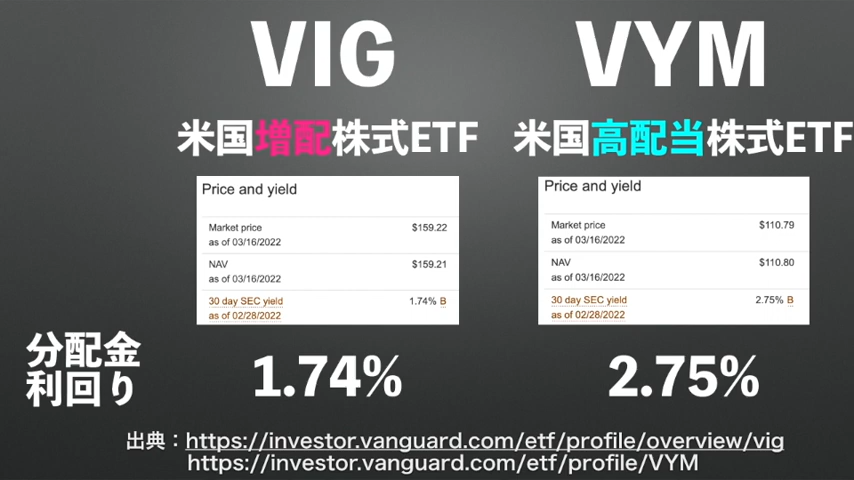 VIG
米国増配株式ETF
Price and yield
Market price $159.22
as of 03/16/2022
NAV $159.21
as of 03/16/2022
30 day SEC yield 1.74% B
as of 02/28/2022
VYM
米国高配当株式ETF
Price and yield
Market price $110.79
as of 03/16/2022
NAV $110.80
as of 03/16/2022
30 day SEC yield 2.75% B
as of 02/28/2022
分配金
利回り
1.74%
2.75%
出典：https://investor.vanguard.com/etf/profile/overview/vig
https://investor.vanguard.com/etf/profile/VYM